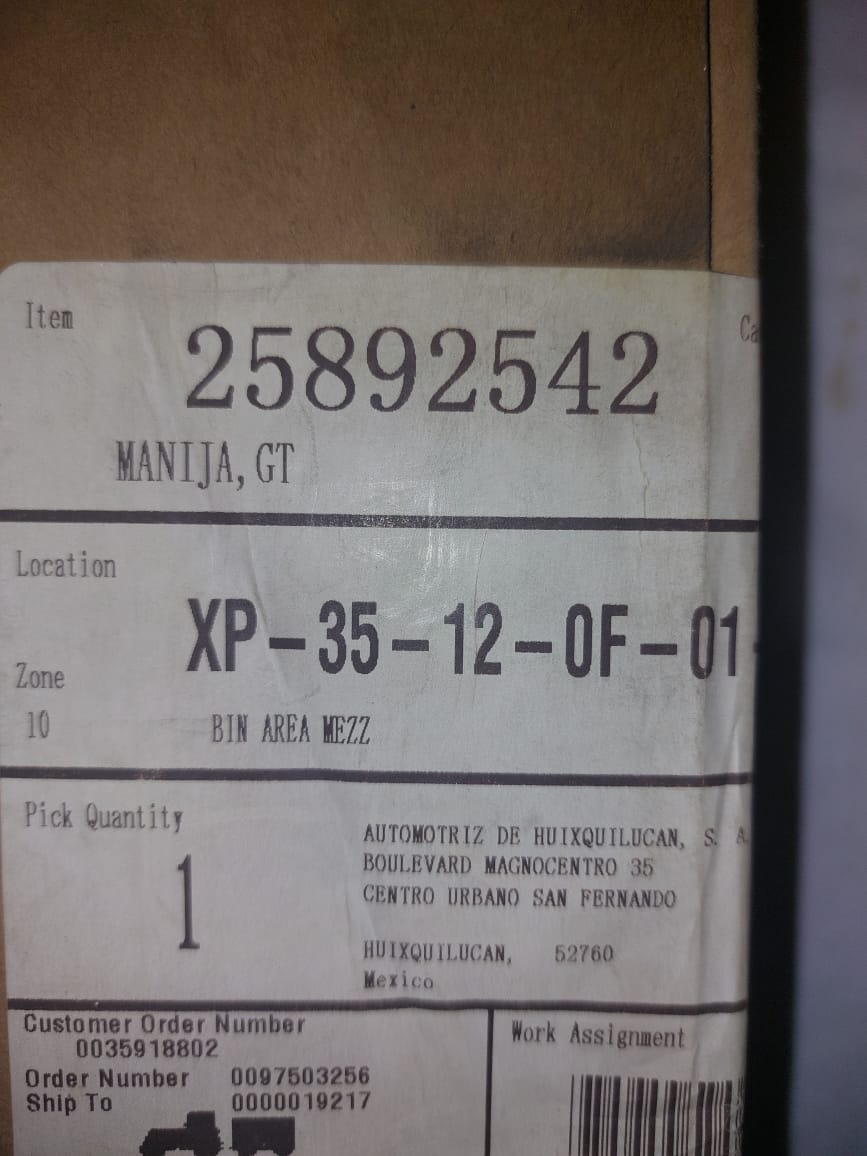 Item
25892542
MANIJA, GT
Location
XP-35-12-0F-01
Zone
10
BIN AREA MEZZ
Pick Quantity
1
AUTOMOTRIZ DE HUIXQUILUCAN, S. A.
BOULEVARD MAGNOCENTRO 35
CENTRO URBANO SAN FERNANDO
HUIXQUILUCAN, 52760
Mexico
Customer Order Number
0035918802
Order Number 0097503256
Ship To 0000019217
Work Assignment